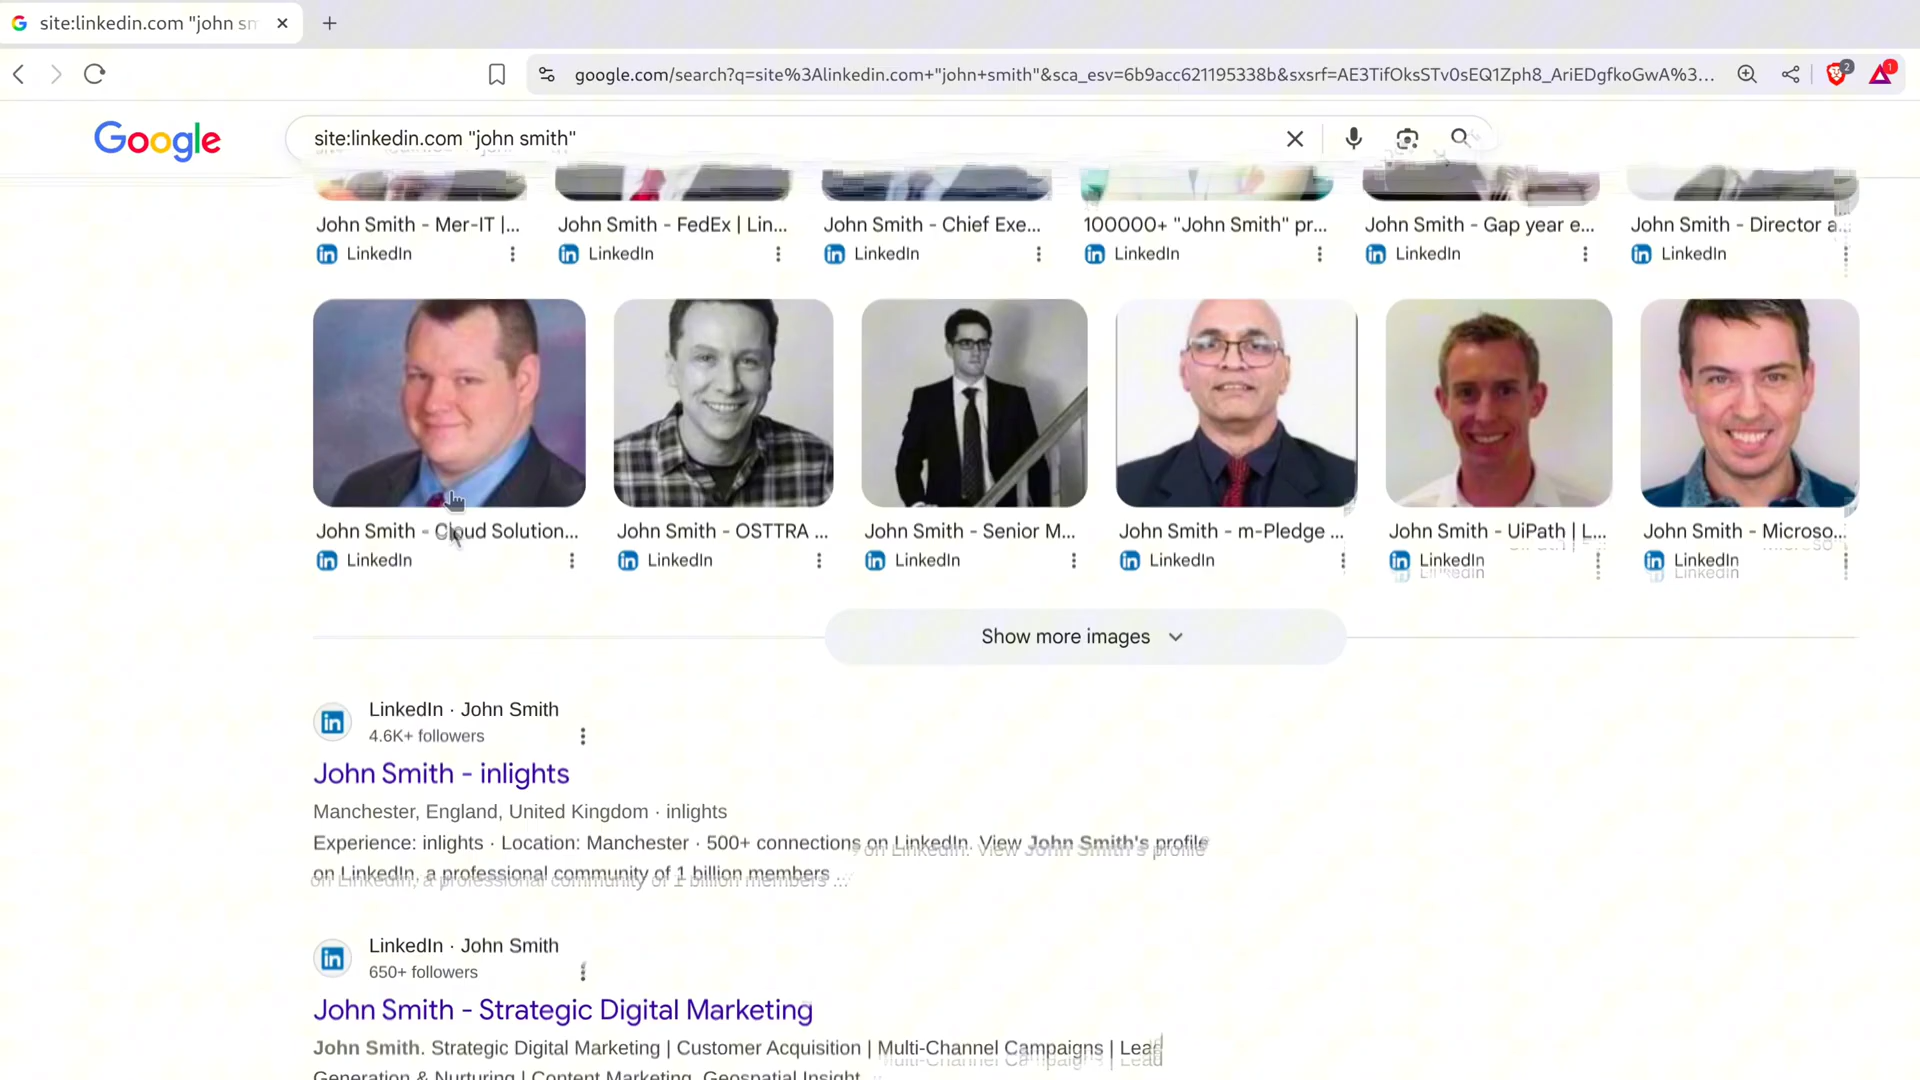 site:linkedin.com "john sm
google.com/search?q=site%3Alinkedin.com+"john+smith"&sca_esv=6b9acc621195338b&sxsrf=AE3TifOksSTv0sEQ1Zph8_AriEDgfkoGwA%3...
2
1
Google
site:linkedin.com "john smith"
John Smith - Mer-IT |...
John Smith - FedEx | Lin...
John Smith - Chief Exe...
100000+ "John Smith" pr...
John Smith - Gap year e...
John Smith - Director a...
LinkedIn
LinkedIn
LinkedIn
LinkedIn
LinkedIn
LinkedIn
John Smith - Cloud Solution...
John Smith - OSTTRA ...
John Smith - Senior M...
John Smith - m-Pledge ...
John Smith - UiPath | L...
John Smith - Microso...
LinkedIn
LinkedIn
LinkedIn
LinkedIn
LinkedIn
LinkedIn
Show more images
LinkedIn · John Smith
4.6K+ followers
John Smith - inlights
Manchester, England, United Kingdom · inlights
Experience: inlights · Location: Manchester · 500+ connections on LinkedIn. View John Smith's profile
on LinkedIn, a professional community of 1 billion members ...
LinkedIn · John Smith
650+ followers
John Smith - Strategic Digital Marketing
John Smith. Strategic Digital Marketing | Customer Acquisition | Multi-Channel Campaigns | Lead
Generation & Nurturing | Content Marketing, Geospatial Insight